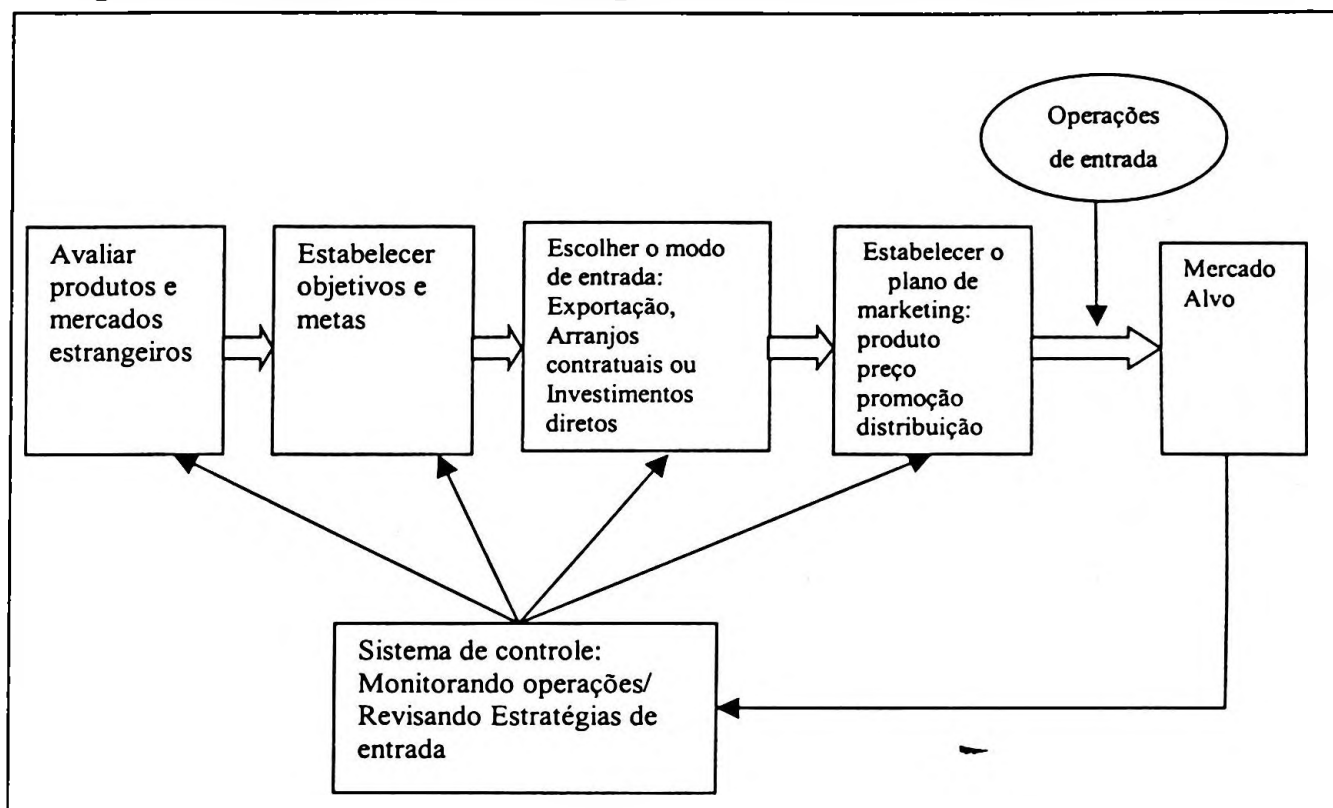 Operações
de entrada
Avaliar
produtos e
mercados
estrangeiros
Estabelecer
objetivos e
metas
Escolher o modo
de entrada:
Exportação,
Arranjos
contratuais ou
Investimentos
diretos
Estabelecer o
plano de
marketing:
produto
preço
promoção
distribuição
Mercado
Alvo
Sistema de controle:
Monitorando operações/
Revisando Estratégias de
entrada